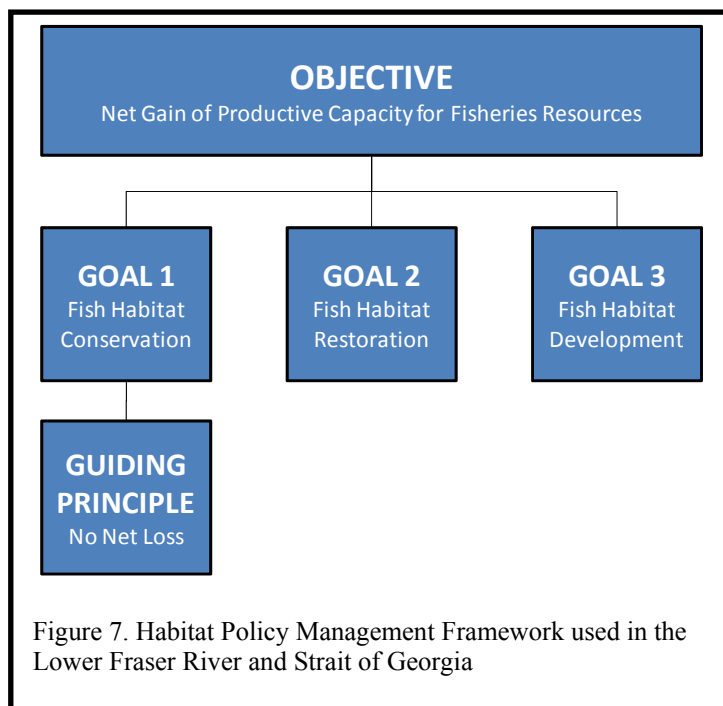 OBJECTIVE
Net Gain of Productive Capacity for Fisheries Resources
GOAL 1
Fish Habitat
Conservation
GOAL 2
Fish Habitat
Restoration
GOAL 3
Fish Habitat
Development
GUIDING
PRINCIPLE
No Net Loss
Figure 7. Habitat Policy Management Framework used in the
Lower Fraser River and Strait of Georgia